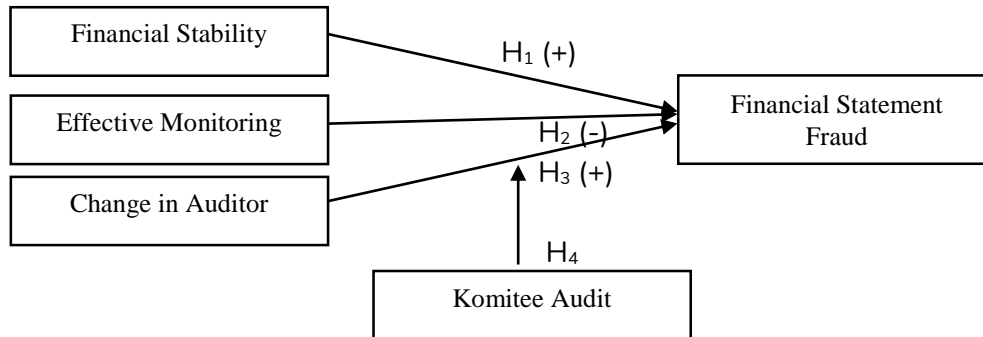 Financial Stability
H₁ (+)
Financial Statement
Fraud
Effective Monitoring
H₂ (-)
H₃ (+)
Change in Auditor
H₄
Komitee Audit